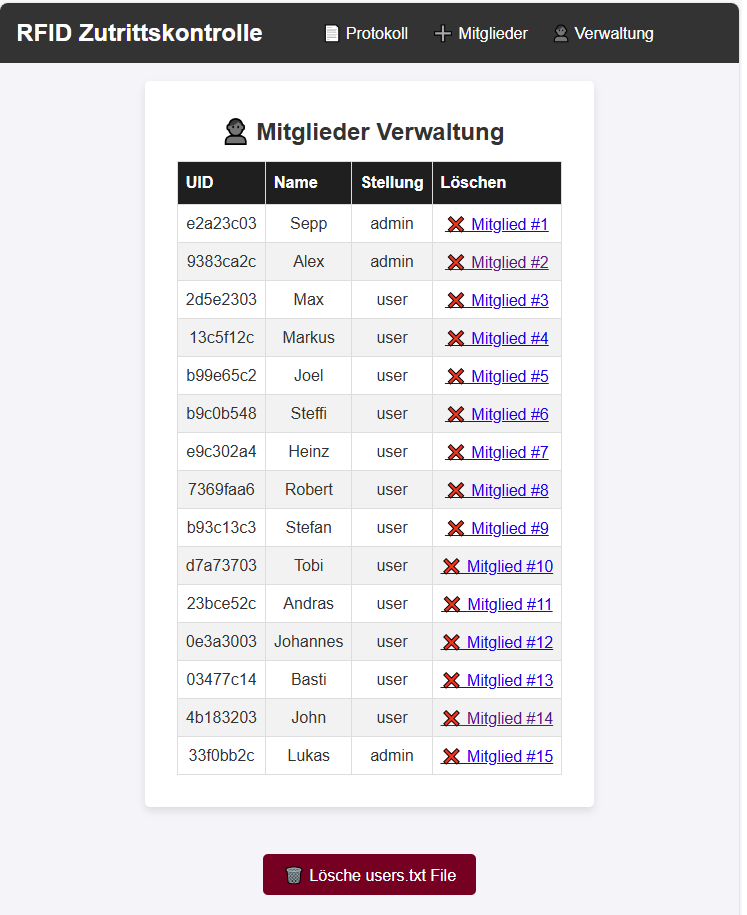 RFID Zutrittskontrolle Protokoll Mitglieder Verwaltung
Mitglieder Verwaltung
UID Name Stellung Löschen
e2a23c03 Sepp admin Mitglied #1
9383ca2c Alex admin Mitglied #2
2d5e2303 Max user Mitglied #3
13c5f12c Markus user Mitglied #4
b99e65c2 Joel user Mitglied #5
b9c0b548 Steffi user Mitglied #6
e9c302a4 Heinz user Mitglied #7
7369faa6 Robert user Mitglied #8
b93c13c3 Stefan user Mitglied #9
d7a73703 Tobi user Mitglied #10
23bce52c Andras user Mitglied #11
0e3a3003 Johannes user Mitglied #12
03477c14 Basti user Mitglied #13
4b183203 John user Mitglied #14
33f0bb2c Lukas admin Mitglied #15
Lösche users.txt File